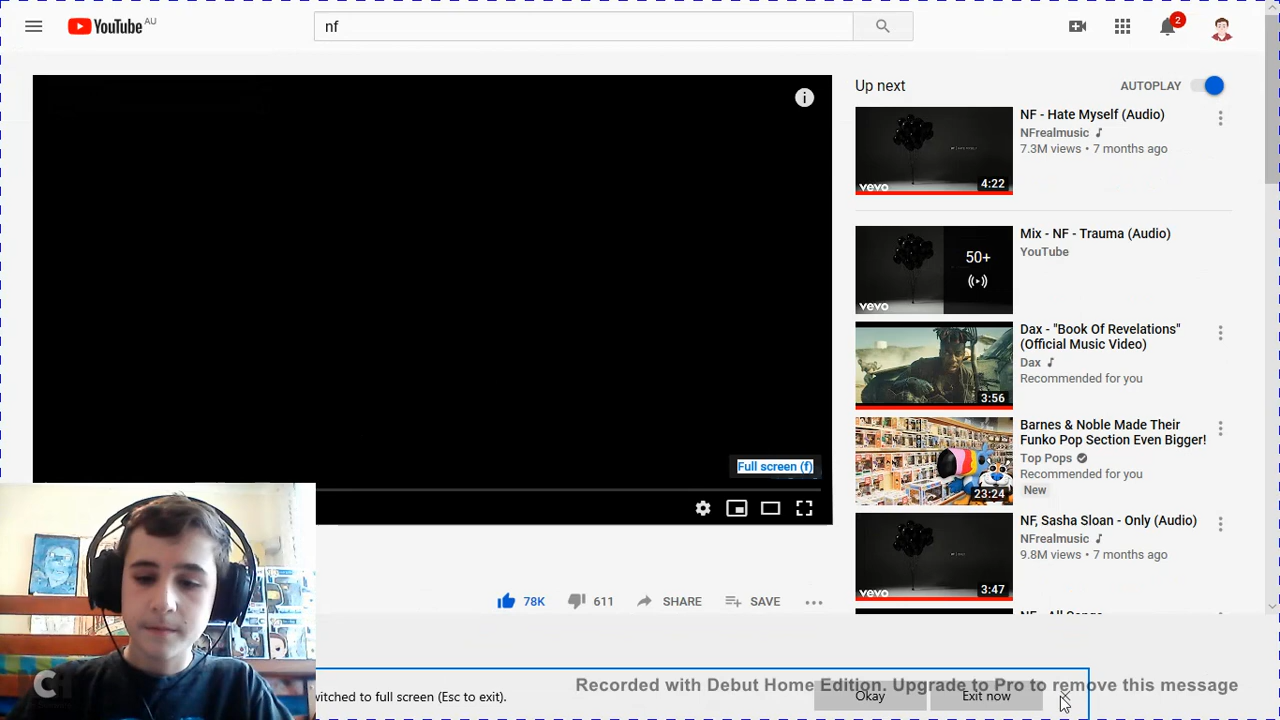 YouTube AU
nf
2
Up next
AUTOPLAY
NF - Hate Myself (Audio)
NFrealmusic
7.3M views • 7 months ago
vevo
4:22
Mix - NF - Trauma (Audio)
YouTube
50+
vevo
Dax - "Book Of Revelations"
(Official Music Video)
Dax
Recommended for you
3:56
Barnes & Noble Made Their
Funko Pop Section Even Bigger!
Top Pops
Recommended for you
New
23:24
Full screen (f)
NF, Sasha Sloan - Only (Audio)
NFrealmusic
9.8M views • 7 months ago
vevo
3:47
78K
611
SHARE
SAVE
NF - All Songs
witched to full screen (Esc to exit).
Okay
Exit now
Recorded with Debut Home Edition. Upgrade to Pro to remove this message